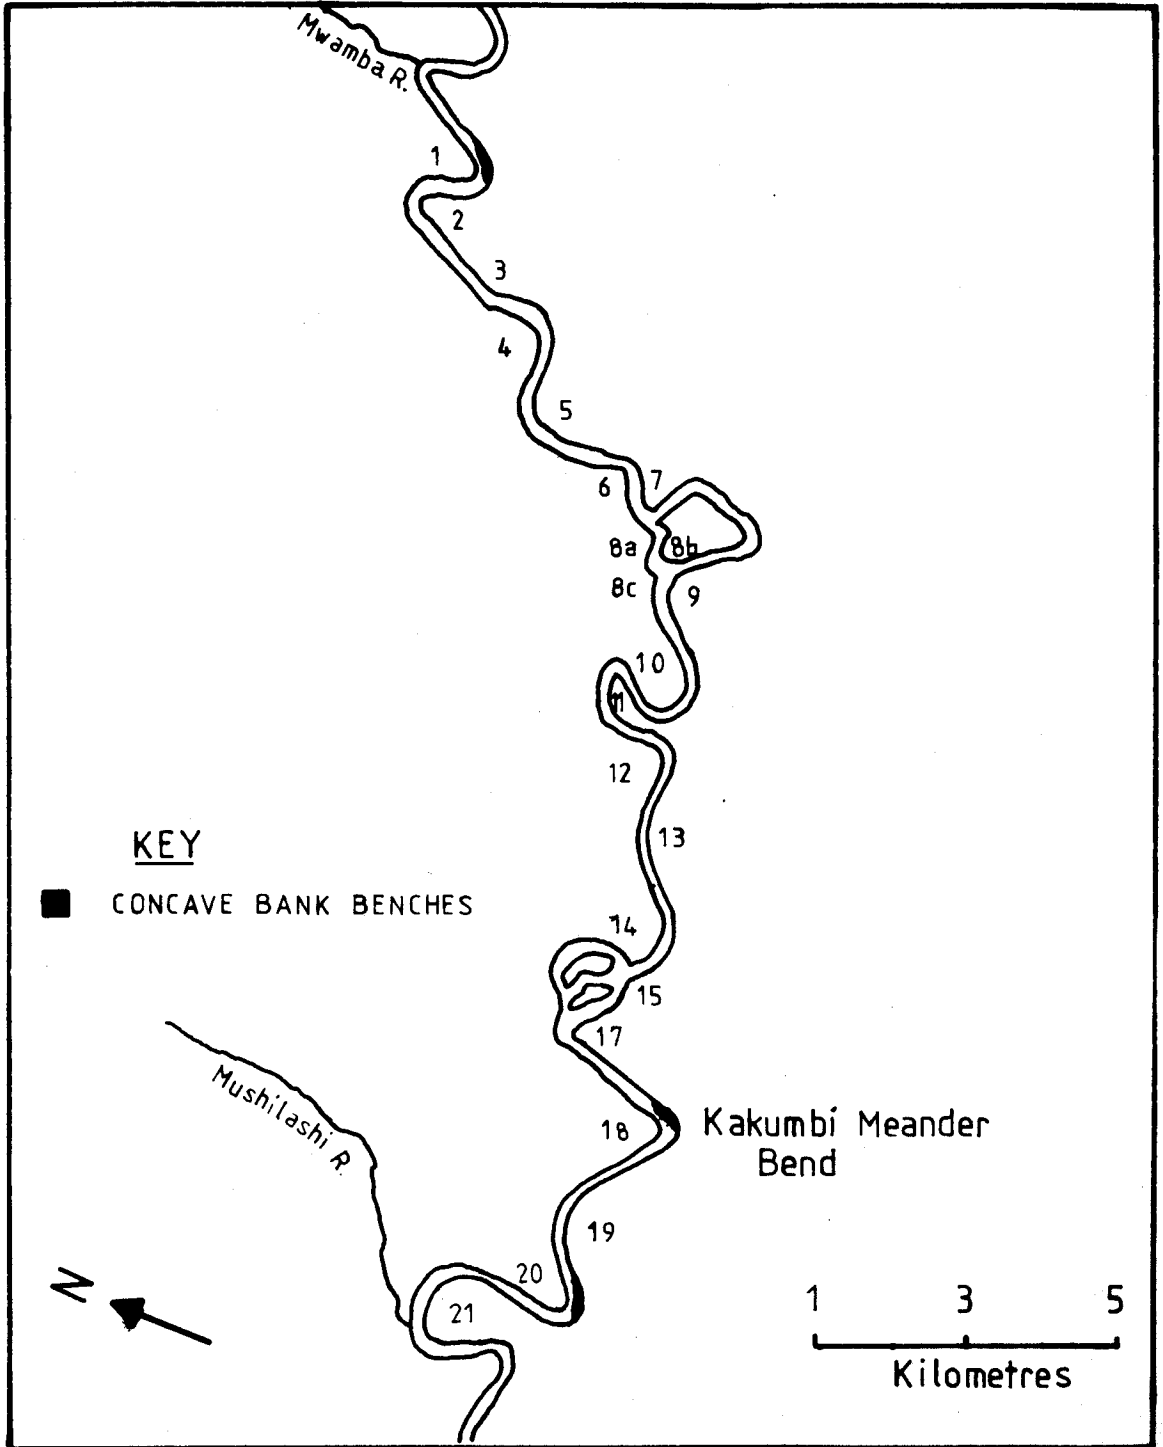 Mwamba R.
1
2
3
4
5
6
7
8a
8b
8c
9
10
11
12
13
KEY
CONCAVE BANK BENCHES
14
15
17
Mushilashi R.
18
Kakumbi Meander
Bend
19
20
21
N
1 3 5
Kilometres